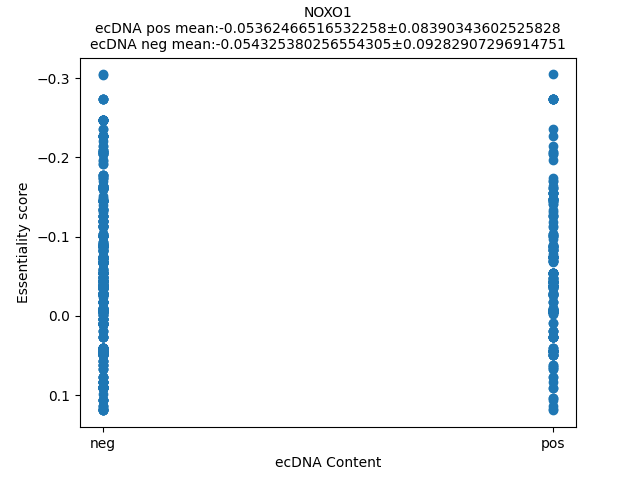 NOXO1
ecDNA pos mean:-0.05362466516532258±0.08390343602525828
ecDNA neg mean:-0.054325380256554305±0.09282907296914751
−0.3
−0.2
−0.1
0.0
0.1
Essentiality score
neg
pos
ecDNA Content